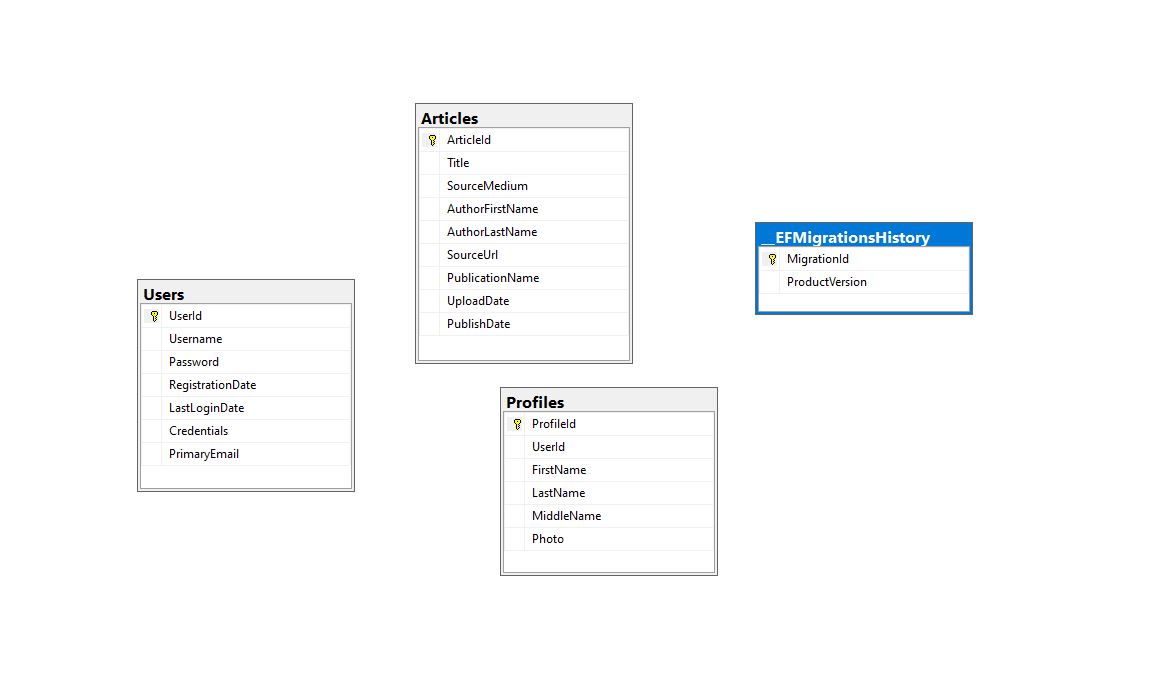 Articles
ArticleId
Title
SourceMedium
AuthorFirstName
AuthorLastName
SourceUrl
PublicationName
UploadDate
PublishDate
__EFMigrationsHistory
MigrationId
ProductVersion
Users
UserId
Username
Password
RegistrationDate
LastLoginDate
Credentials
PrimaryEmail
Profiles
ProfileId
UserId
FirstName
LastName
MiddleName
Photo